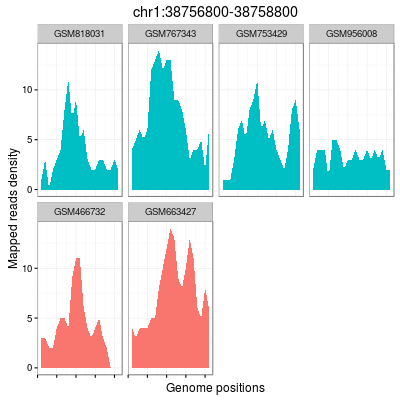 chr1:38756800-38758800
GSM818031 GSM767343 GSM753429 GSM956008
10
5
0
GSM466732 GSM663427
10
5
0
Mapped reads density
Genome positions